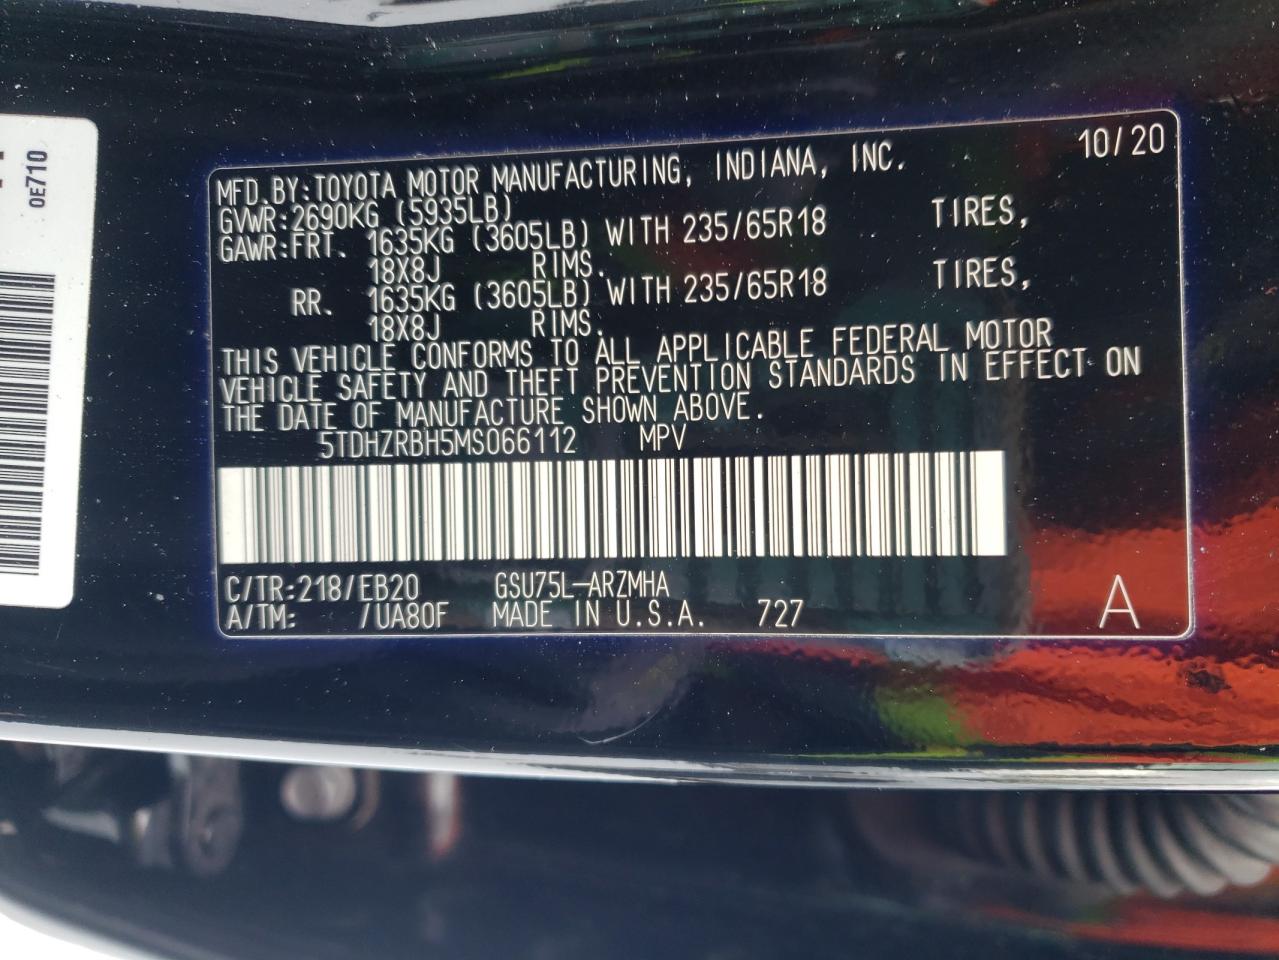 0E710
10/20
MFD.BY:TOYOTA MOTOR MANUFACTURING, INDIANA, INC.
GVWR:2690KG (5935LB)
GAWR:FRT. 1635KG (3605LB) WITH 235/65R18 TIRES,
18X8J RIMS.
RR. 1635KG (3605LB) WITH 235/65R18 TIRES,
18X8J RIMS.
THIS VEHICLE CONFORMS TO ALL APPLICABLE FEDERAL MOTOR
VEHICLE SAFETY AND THEFT PREVENTION STANDARDS IN EFFECT ON
THE DATE OF MANUFACTURE SHOWN ABOVE.
5TDHZRBH5MS066112 MPV
C/TR:218/EB20 GSU75L-ARZMHA
A/TM: /UA80F MADE IN U.S.A. 727 A